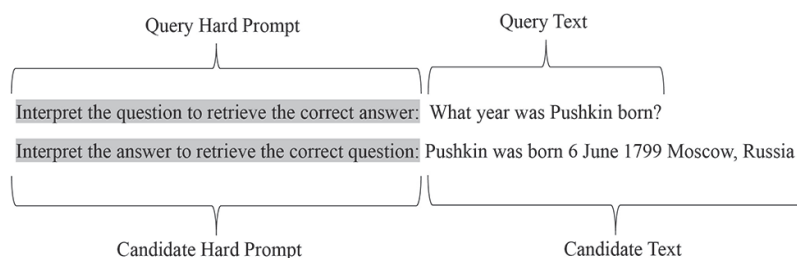 Query Hard Prompt
Query Text
Interpret the question to retrieve the correct answer: What year was Pushkin born?
Interpret the answer to retrieve the correct question: Pushkin was born 6 June 1799 Moscow, Russia
Candidate Hard Prompt
Candidate Text